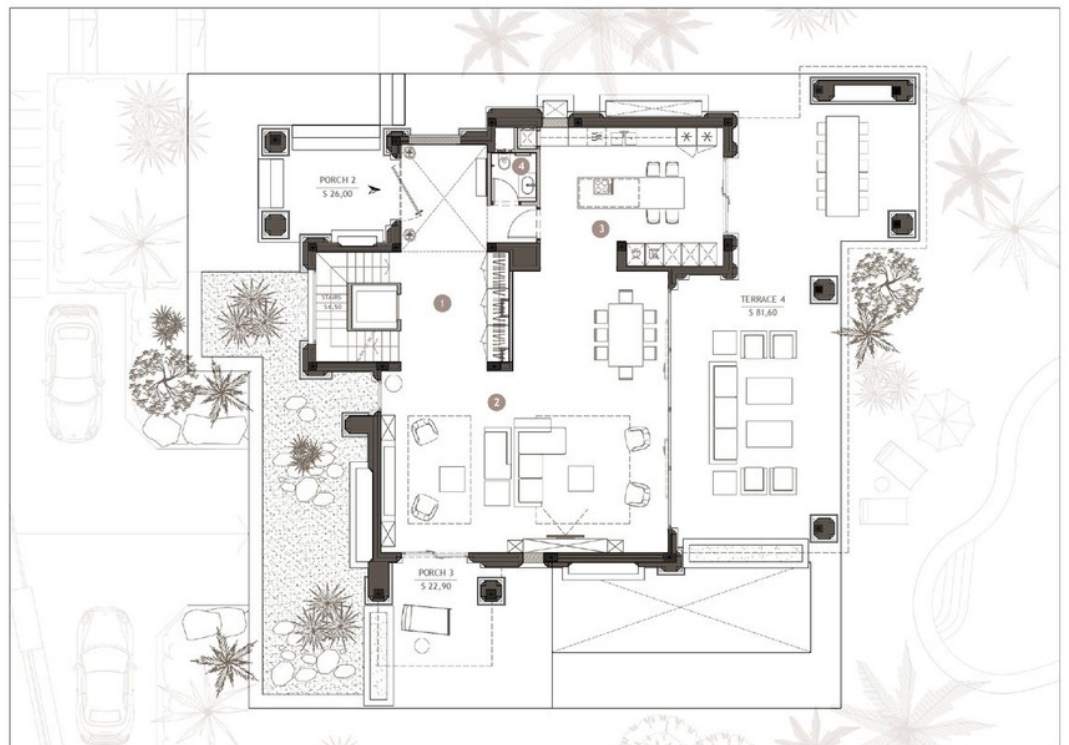 4
PORCH 2
S 26,00
3
STAIRS
S4.50
1
TERRACE 4
S 81,60
2
PORCH 3
S 22,90